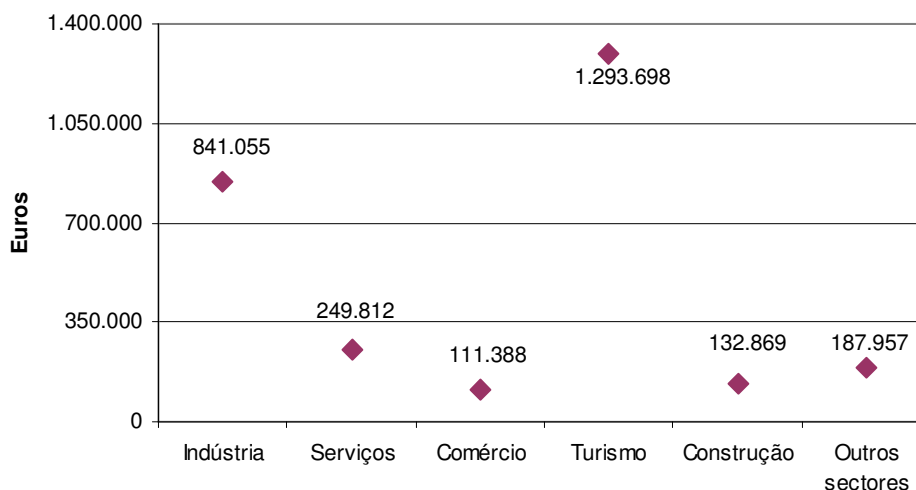 1.400.000
1.293.698
1.050.000
841.055
Euros
700.000
350.000
249.812
111.388
132.869
187.957
0
Indústria
Serviços
Comércio
Turismo
Construção
Outros
sectores